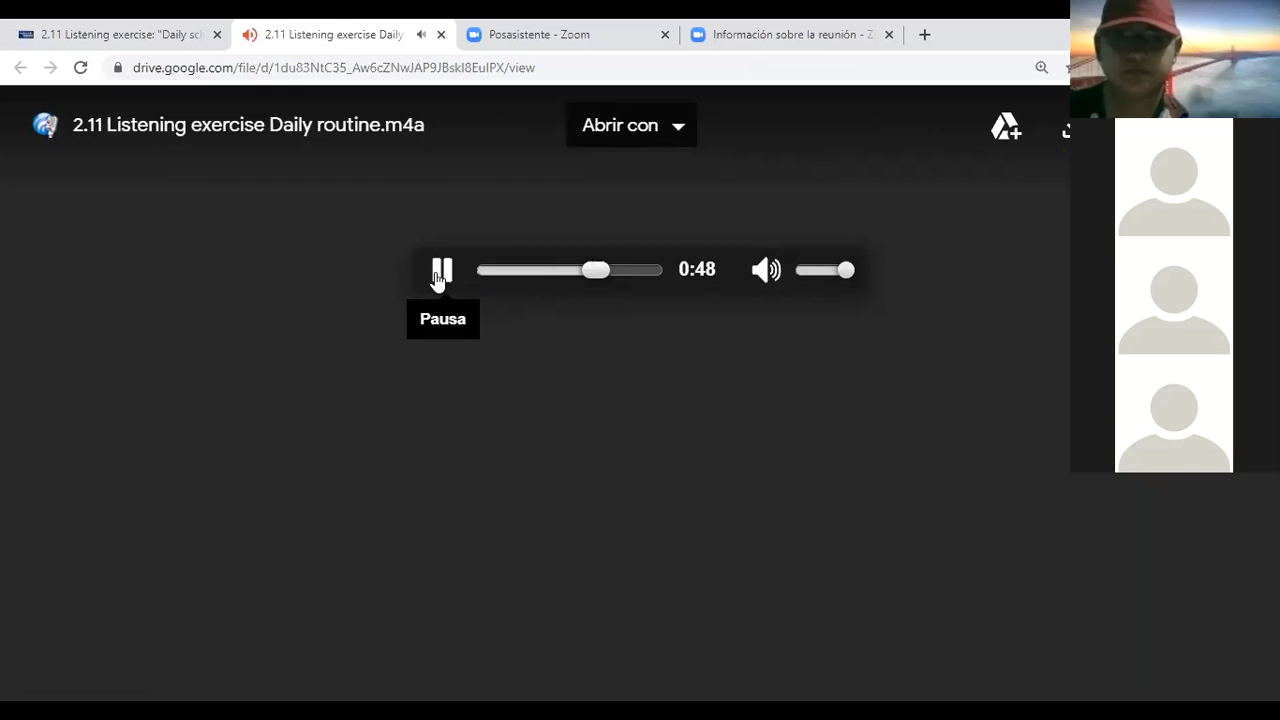 2.11 Listening exercise: "Daily sch
2.11 Listening exercise Daily
Posasistente - Zoom
Información sobre la reunión - Z
drive.google.com/file/d/1du83NtC35_Aw6cZNwJAP9JBskI8EuIPX/view
2.11 Listening exercise Daily routine.m4a
Abrir con
0:48
Pausa